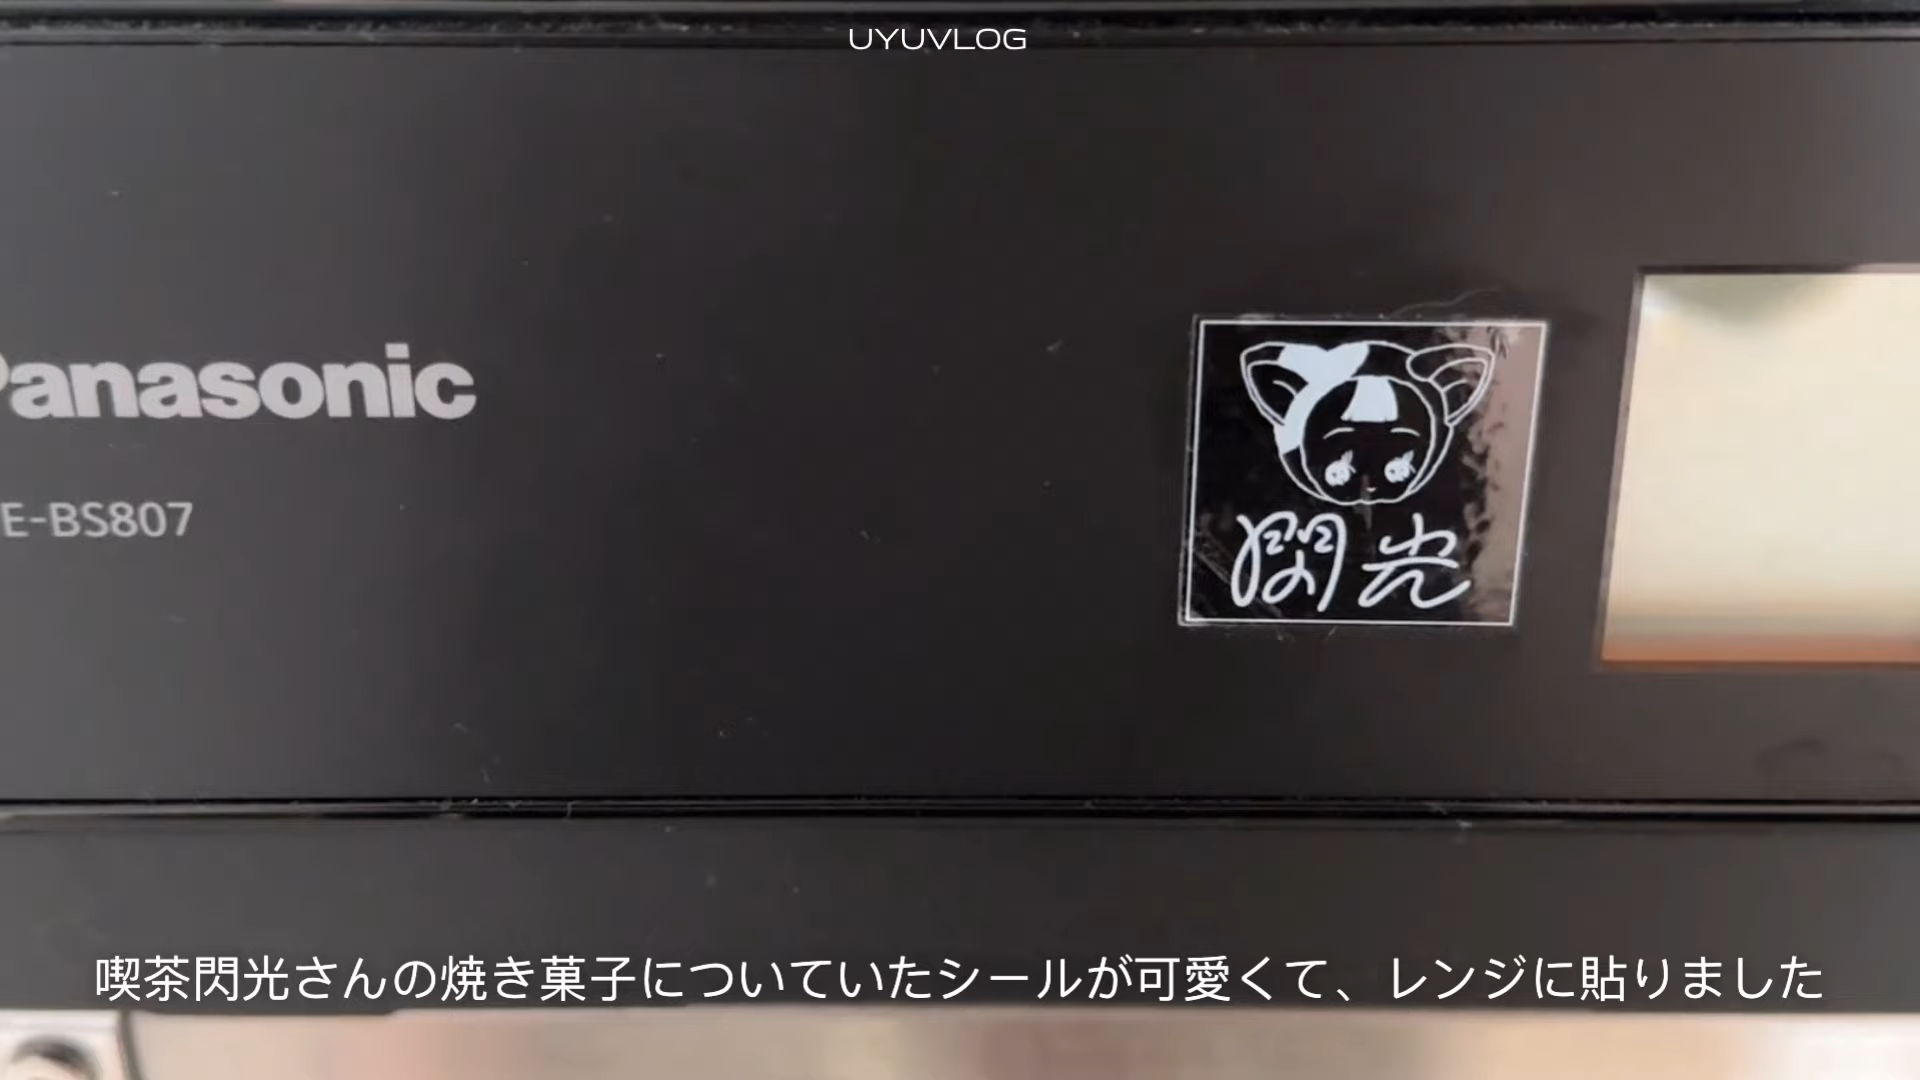 UYUVLOG
Panasonic
E-BS807
閃光
喫茶閃光さんの焼き菓子についていたシールが可愛くて、レンジに貼りました